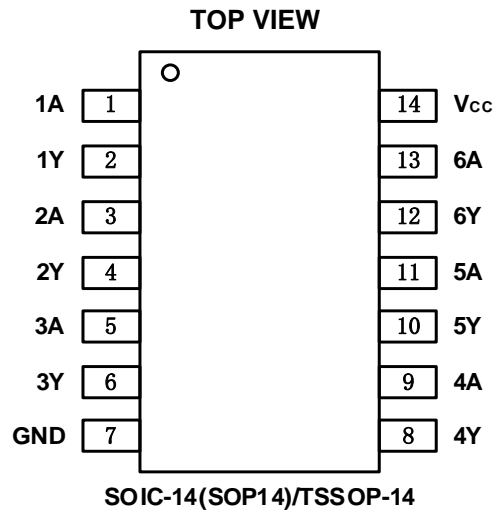 TOP VIEW
1A 1 14 Vcc
1Y 2 13 6A
2A 3 12 6Y
2Y 4 11 5A
3A 5 10 5Y
3Y 6 9 4A
GND 7 8 4Y
SOIC-14(SOP14)/TSSOP-14